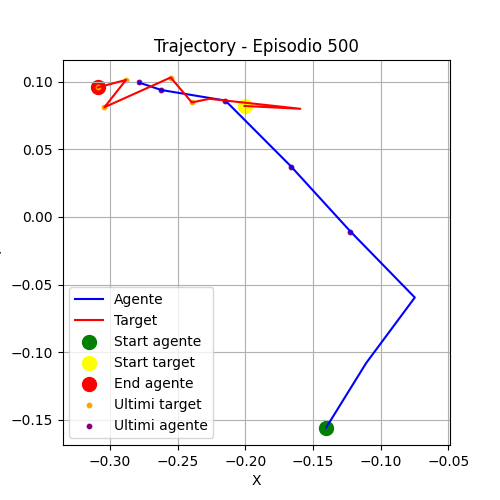 Trajectory - Episodio 500
0.10
0.05
0.00
−0.05
−0.10
−0.15
Agente
Target
Start agente
Start target
End agente
Ultimi target
Ultimi agente
−0.30 −0.25 −0.20 −0.15 −0.10 −0.05
X